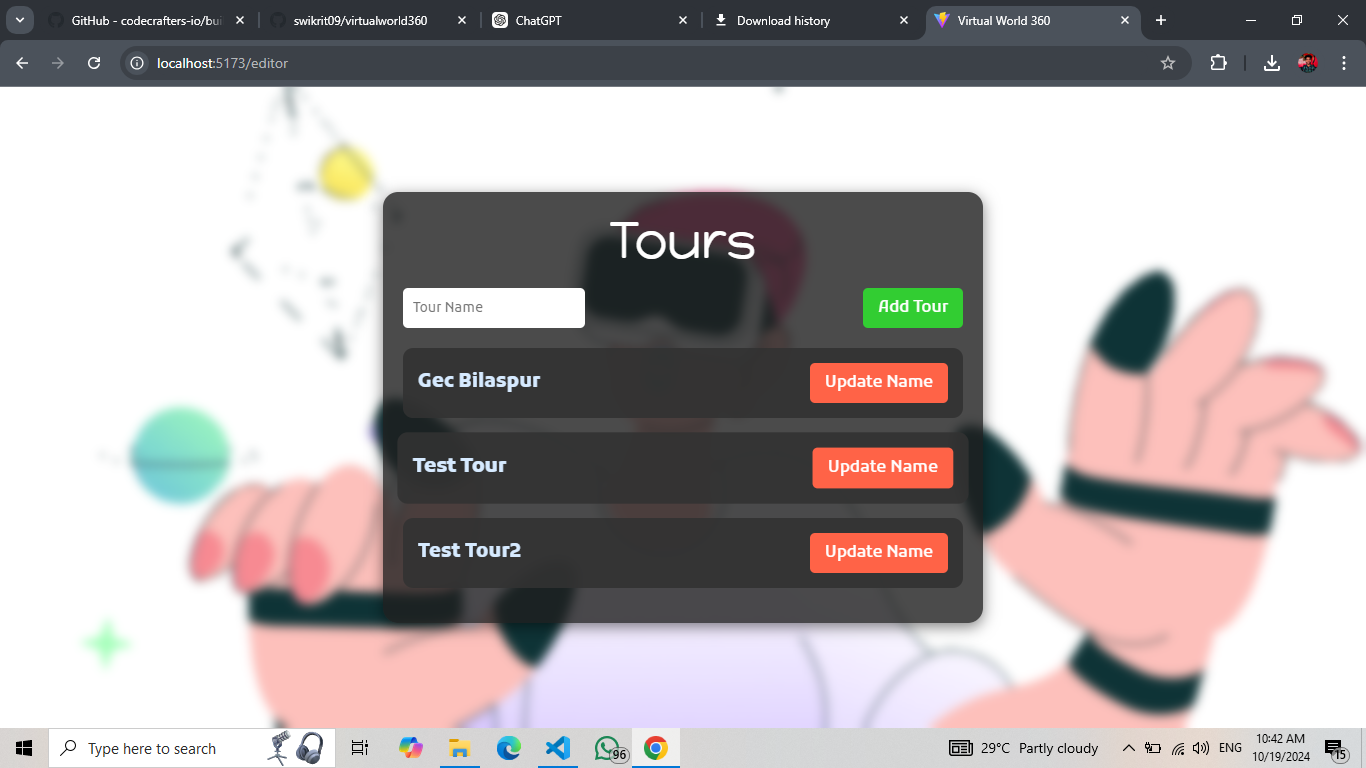 GitHub - codecrafters-io/bui
swikrit09/virtualworld360
ChatGPT
Download history
Virtual World 360
localhost:5173/editor
Tours
Tour Name
Add Tour
Gec Bilaspur
Update Name
Test Tour
Update Name
Test Tour2
Update Name
Type here to search
96
29°C Partly cloudy
ENG
10:42 AM
10/19/2024
15